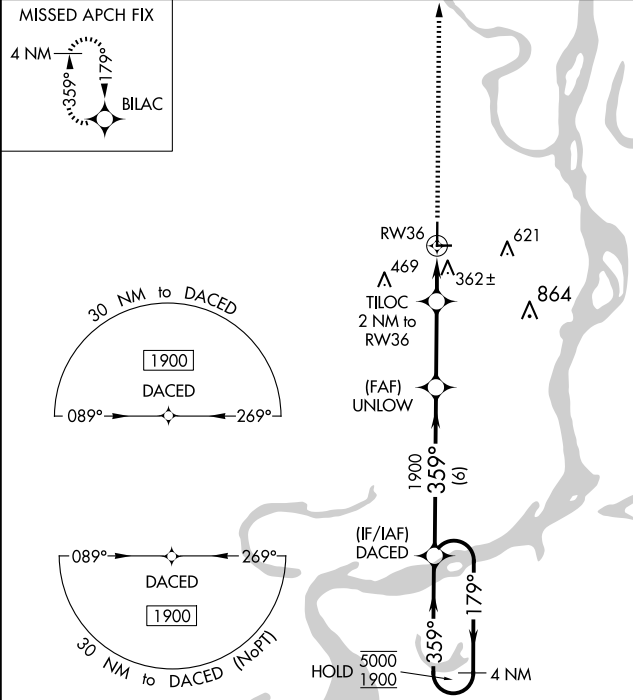 MISSED APCH FIX
4 NM
359°
179°
BILAC
RW36
621
469
362±
TILOC
2 NM to
RW36
864
30 NM to DACED
1900
DACED
089°
269°
(FAF)
UNLOW
1900
359°
(6)
(IF/IAF)
DACED
089°
269°
DACED
1900
30 NM to DACED (NoPT)
359°
179°
HOLD
5000
1900
4 NM